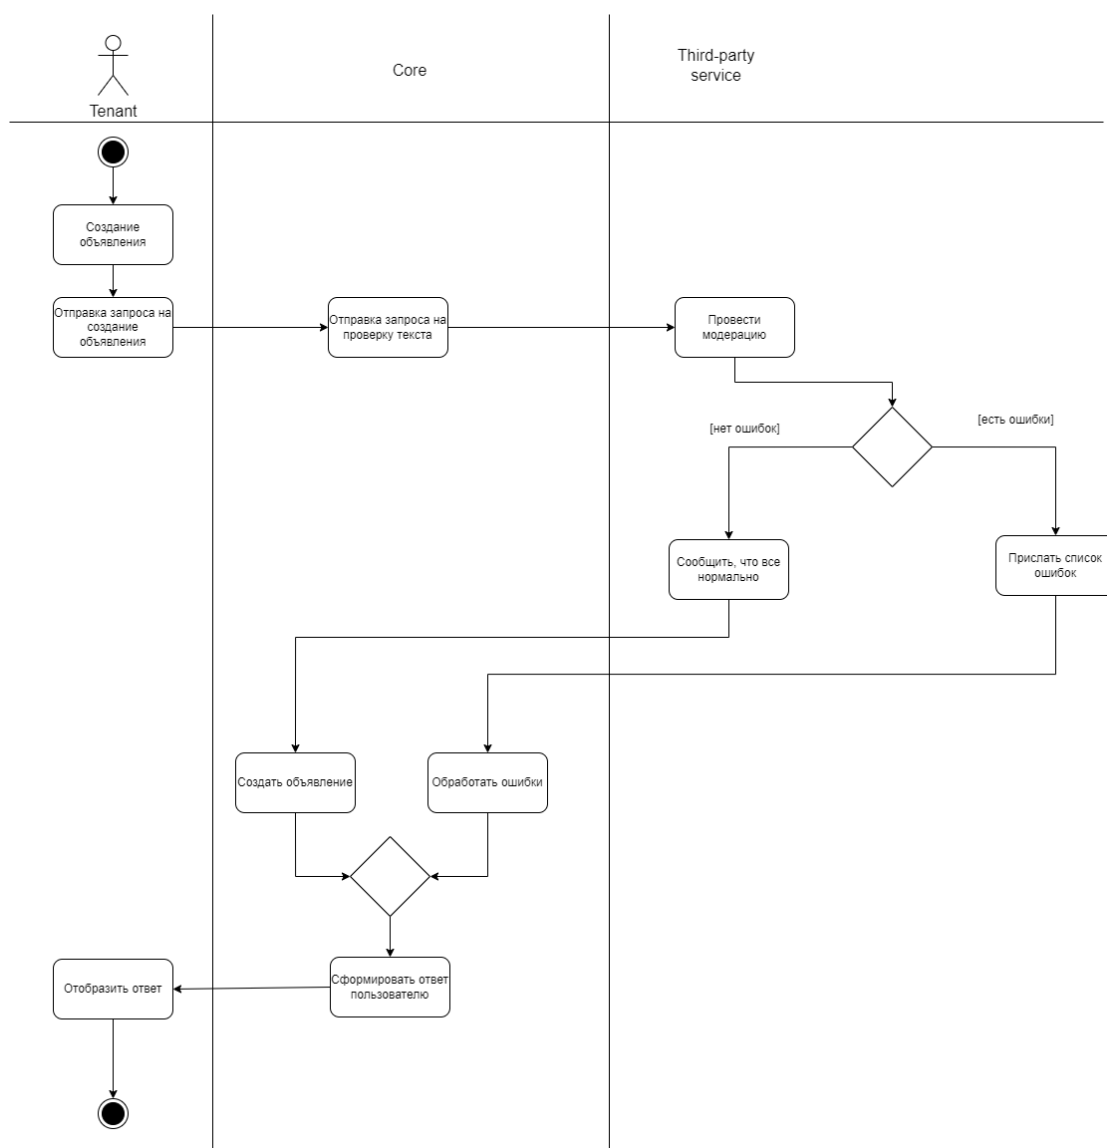 Tenant
Core
Third-party
service
Создание
объявления
Отправка запроса на
создание
объявления
Отправка запроса на
проверку текста
Провести
модерацию
[нет ошибок]
[есть ошибки]
Сообщить, что все
нормально
Прислать список
ошибок
Создать объявление
Обработать ошибки
Сформировать ответ
пользователю
Отобразить ответ